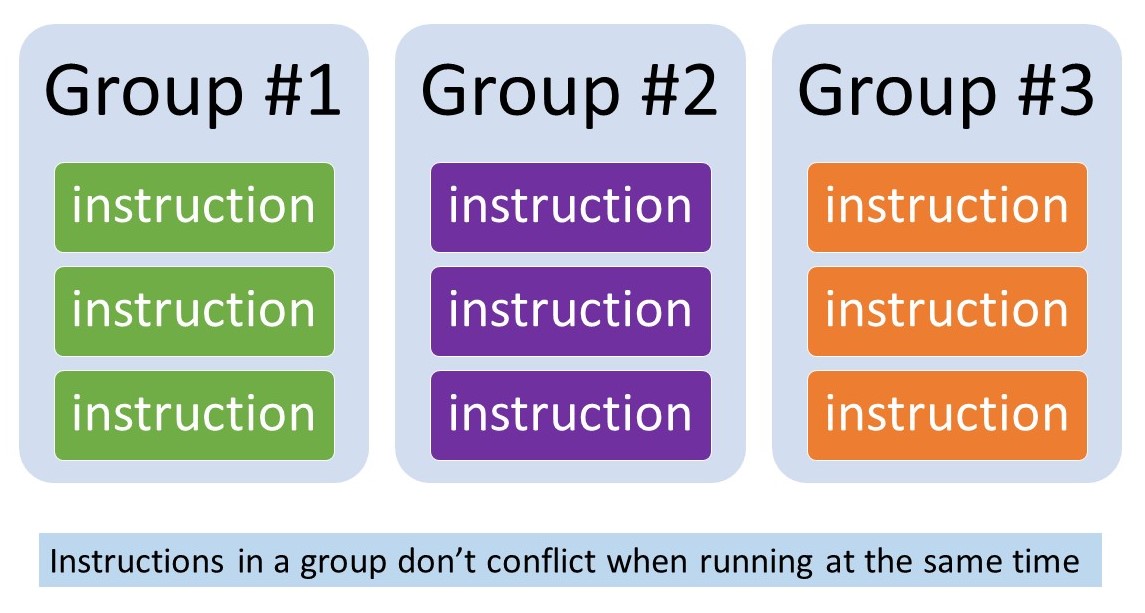 Group #1
instruction
instruction
instruction
Group #2
instruction
instruction
instruction
Group #3
instruction
instruction
instruction
Instructions in a group don’t conflict when running at the same time